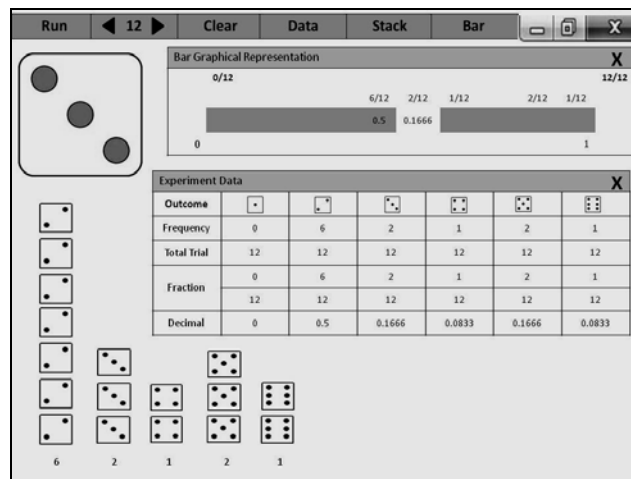 Run 12 Clear Data Stack Bar X
Bar Graphical Representation X
0/12 12/12
6/12 2/12 1/12 2/12 1/12
0.5 0.1666
0 1
Experiment Data X
Outcome
Frequency 0 6 2 1 2 1
Total Trial 12 12 12 12 12 12
Fraction 0 6 2 1 2 1
12 12 12 12 12 12
Decimal 0 0.5 0.1666 0.0833 0.1666 0.0833
6 2 1 2 1